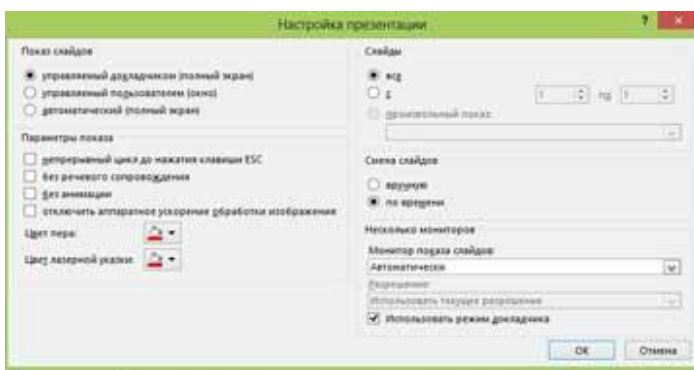 Настройка презентации
Показ слайдов
управляемый докладчиком (полный экран)
управляемый пользователем (окно)
автоматический (полный экран)
Параметры показа
непрерывный цикл до нажатия клавиши ESC
без речевого сопровождения
без анимации
отключить аппаратное ускорение обработки изображения
Цвет пера:
Цвет лазерной указки:
Слайды
все
с 1 по 1
произвольный показ:
Смена слайдов
вручную
по времени
Несколько мониторов
Монитор показа слайдов:
Автоматически
Разрешение:
Использовать текущее разрешение
Использовать режим докладчика
ОК Отмена